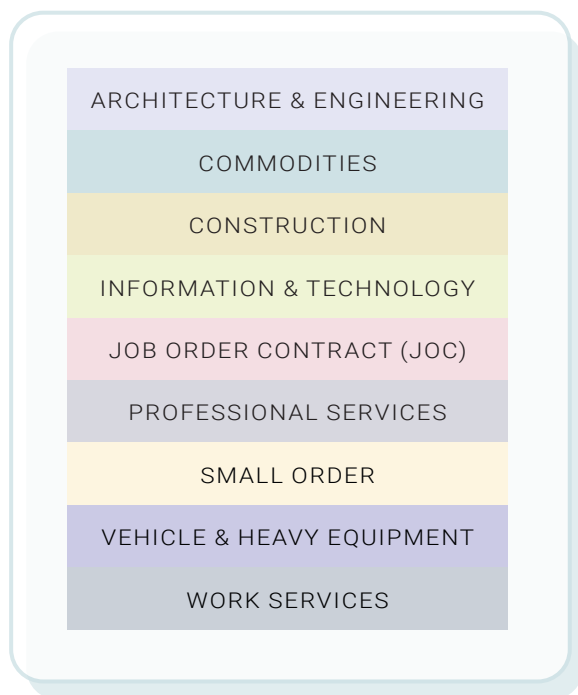 ARCHITECTURE & ENGINEERING
COMMODITIES
CONSTRUCTION
INFORMATION & TECHNOLOGY
JOB ORDER CONTRACT (JOC)
PROFESSIONAL SERVICES
SMALL ORDER
VEHICLE & HEAVY EQUIPMENT
WORK SERVICES